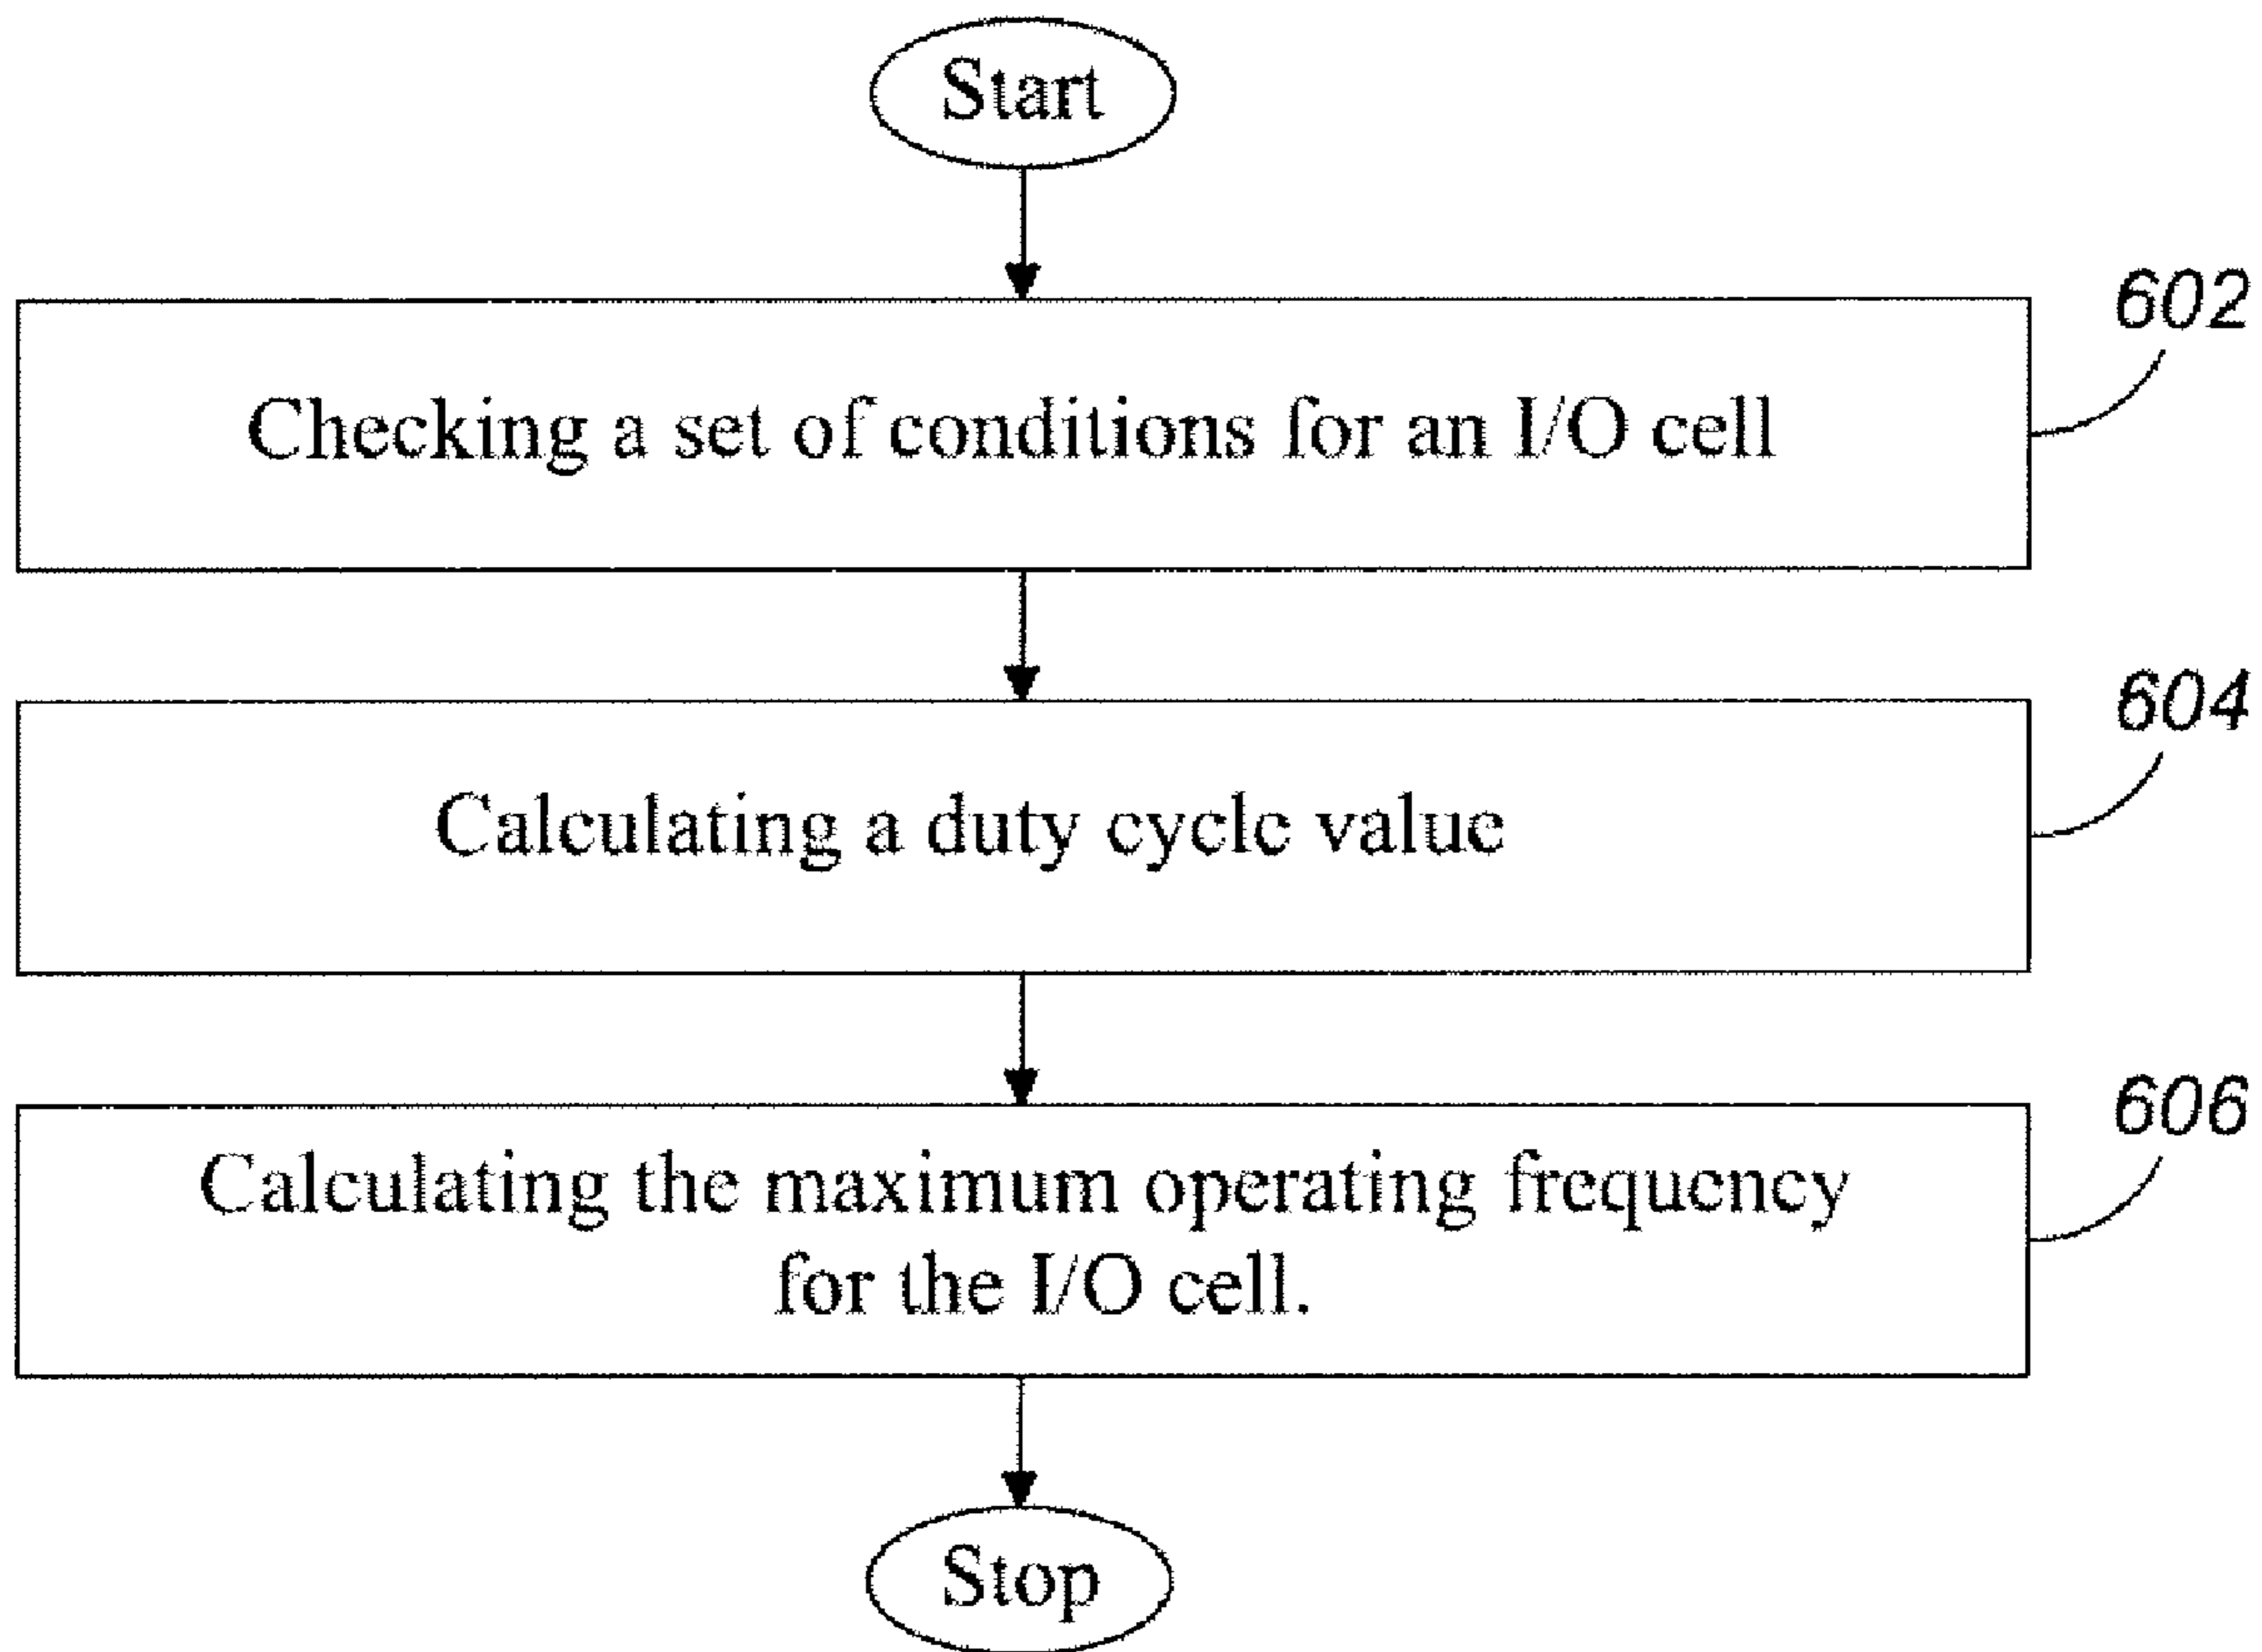 Start
602
Checking a set of conditions for an I/O cell
604
Calculating a duty cycle value
606
Calculating the maximum operating frequency
for the I/O cell.
Stop